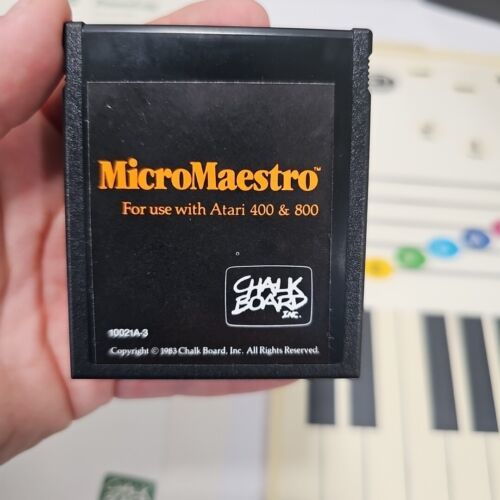 MicroMaestro™
For use with Atari 400 & 800
CHALK
BOARD
INC.
10021A-3
Copyright © 1983 Chalk Board, Inc. All Rights Reserved.